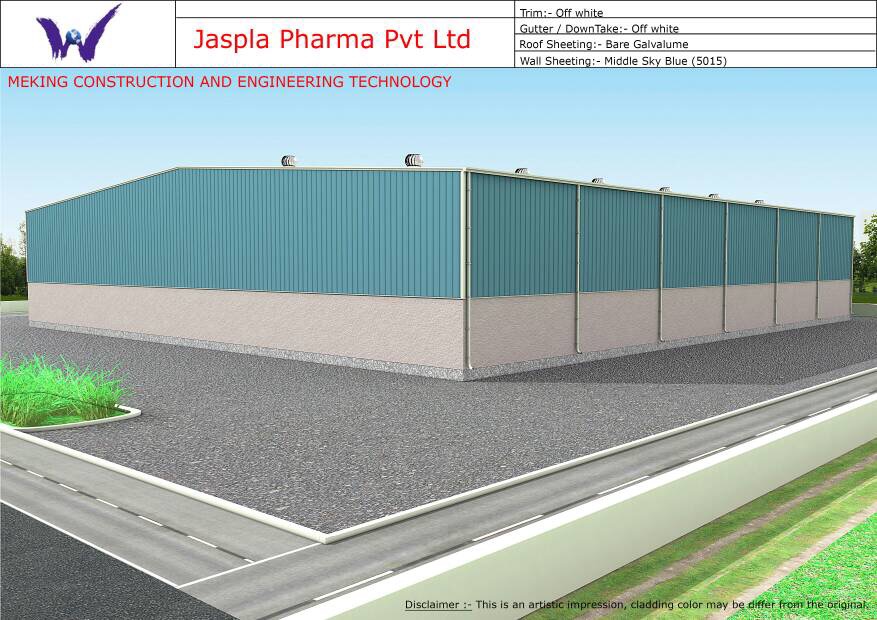 Jaspla Pharma Pvt Ltd
Trim:- Off white
Gutter / DownTake:- Off white
Roof Sheeting:- Bare Galvalume
Wall Sheeting:- Middle Sky Blue (5015)
MEKING CONSTRUCTION AND ENGINEERING TECHNOLOGY
Disclaimer :- This is an artistic impression, cladding color may be differ from the original.